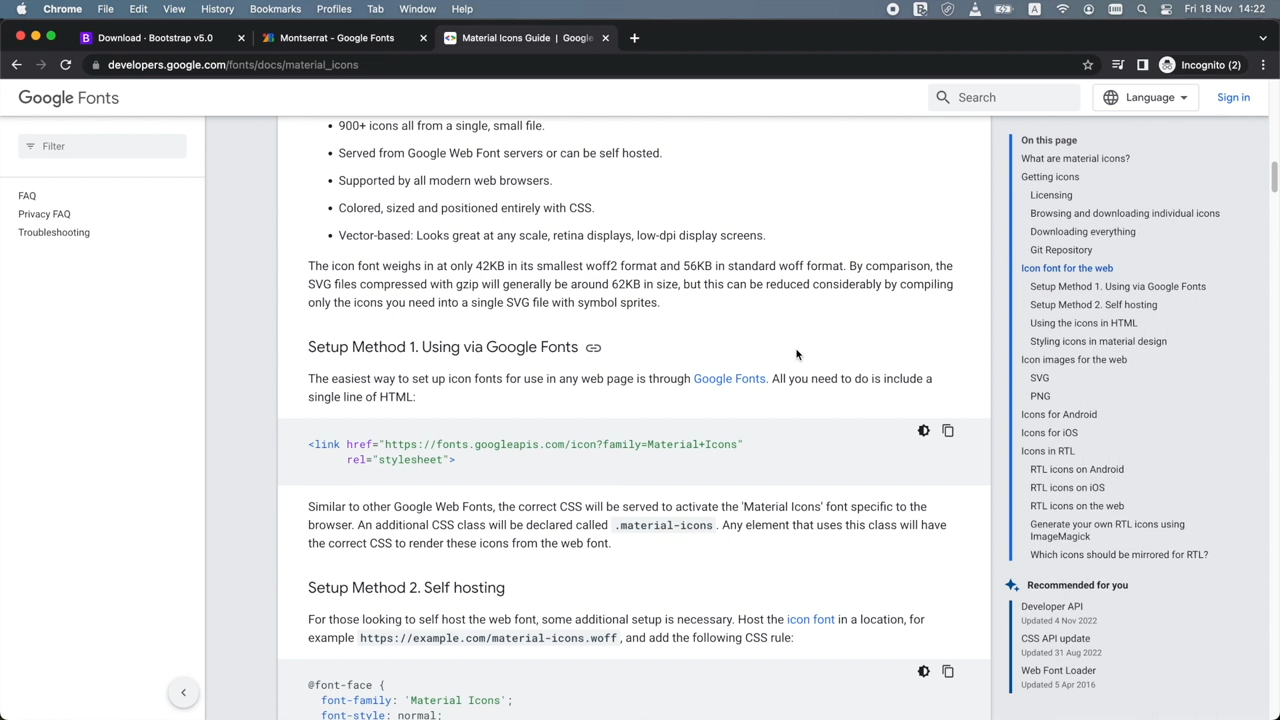 Chrome File Edit View History Bookmarks Profiles Tab Window Help
A
Fri 18 Nov 14:22
B Download · Bootstrap v5.0
Montserrat - Google Fonts
Material Icons Guide | Google
developers.google.com/fonts/docs/material_icons
Incognito (2)
Google Fonts
Search
Language
Sign in
Filter
FAQ
Privacy FAQ
Troubleshooting
• 900+ icons all from a single, small file.
• Served from Google Web Font servers or can be self hosted.
• Supported by all modern web browsers.
• Colored, sized and positioned entirely with CSS.
• Vector-based: Looks great at any scale, retina displays, low-dpi display screens.
The icon font weighs in at only 42KB in its smallest woff2 format and 56KB in standard woff format. By comparison, the
SVG files compressed with gzip will generally be around 62KB in size, but this can be reduced considerably by compiling
only the icons you need into a single SVG file with symbol sprites.
Setup Method 1. Using via Google Fonts
The easiest way to set up icon fonts for use in any web page is through Google Fonts. All you need to do is include a
single line of HTML:
<link href="https://fonts.googleapis.com/icon?family=Material+Icons"
rel="stylesheet">
Similar to other Google Web Fonts, the correct CSS will be served to activate the 'Material Icons' font specific to the
browser. An additional CSS class will be declared called .material-icons. Any element that uses this class will have
the correct CSS to render these icons from the web font.
Setup Method 2. Self hosting
For those looking to self host the web font, some additional setup is necessary. Host the icon font in a location, for
example https://example.com/material-icons.woff, and add the following CSS rule:
@font-face {
font-family: 'Material Icons';
font-style: normal;
On this page
What are material icons?
Getting icons
Licensing
Browsing and downloading individual icons
Downloading everything
Git Repository
Icon font for the web
Setup Method 1. Using via Google Fonts
Setup Method 2. Self hosting
Using the icons in HTML
Styling icons in material design
Icon images for the web
SVG
PNG
Icons for Android
Icons for iOS
Icons in RTL
RTL icons on Android
RTL icons on iOS
RTL icons on the web
Generate your own RTL icons using
ImageMagick
Which icons should be mirrored for RTL?
Recommended for you
Developer API
Updated 4 Nov 2022
CSS API update
Updated 31 Aug 2022
Web Font Loader
Updated 5 Apr 2016